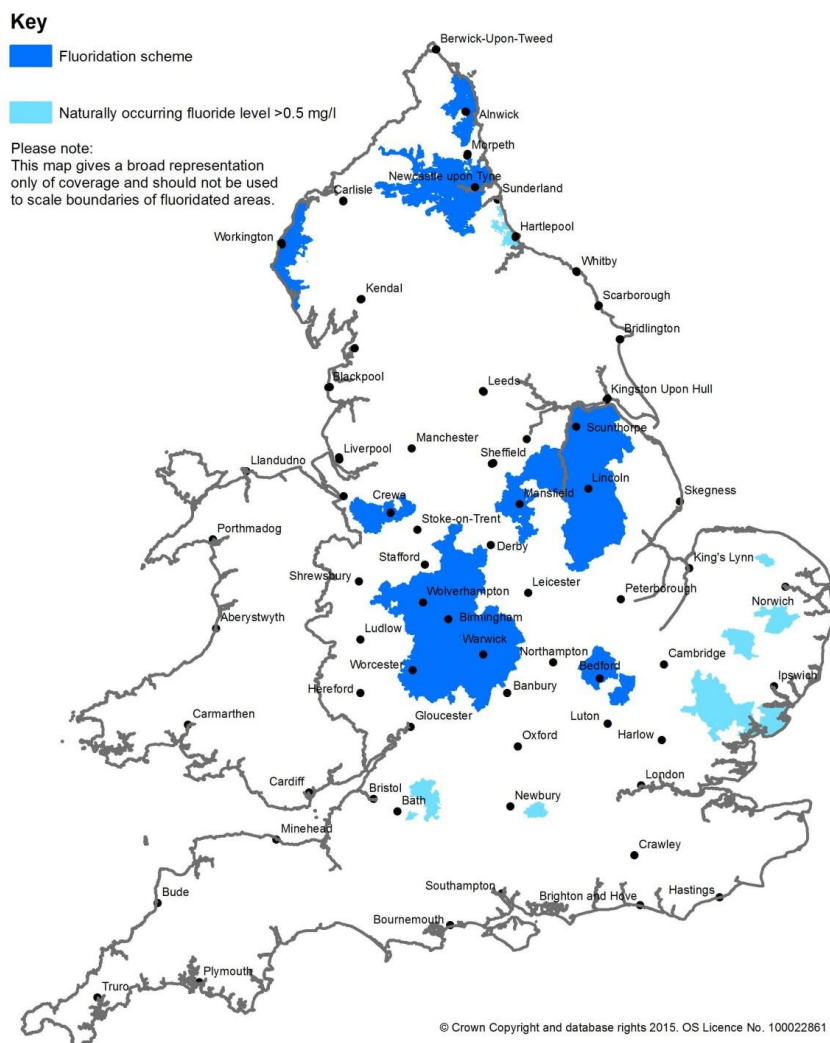 Key
Fluoridation scheme
Naturally occurring fluoride level >0.5 mg/l
Please note:
This map gives a broad representation
only of coverage and should not be used
to scale boundaries of fluoridated areas.
Berwick-Upon-Tweed
Alnwick
Morpeth
Newcastle upon Tyne
Sunderland
Carlisle
Hartlepool
Workington
Whitby
Kendal
Scarborough
Bridlington
Blackpool
Leeds
Kingston Upon Hull
Scunthorpe
Manchester
Liverpool
Sheffield
Llandudno
Lincoln
Crewe
Mansfield
Skegness
Stoke-on-Trent
Porthmadog
Derby
Stafford
King's Lynn
Shrewsbury
Leicester
Peterborough
Norwich
Wolverhampton
Aberystwyth
Birmingham
Ludlow
Warwick
Northampton
Cambridge
Worcester
Bedford
Ipswich
Hereford
Banbury
Carmarthen
Gloucester
Luton
Harlow
Oxford
Cardiff
London
Bristol
Newbury
Bath
Minehead
Crawley
Southampton
Hastings
Bude
Brighton and Hove
Bournemouth
Plymouth
Truro
© Crown Copyright and database rights 2015. OS Licence No. 100022861